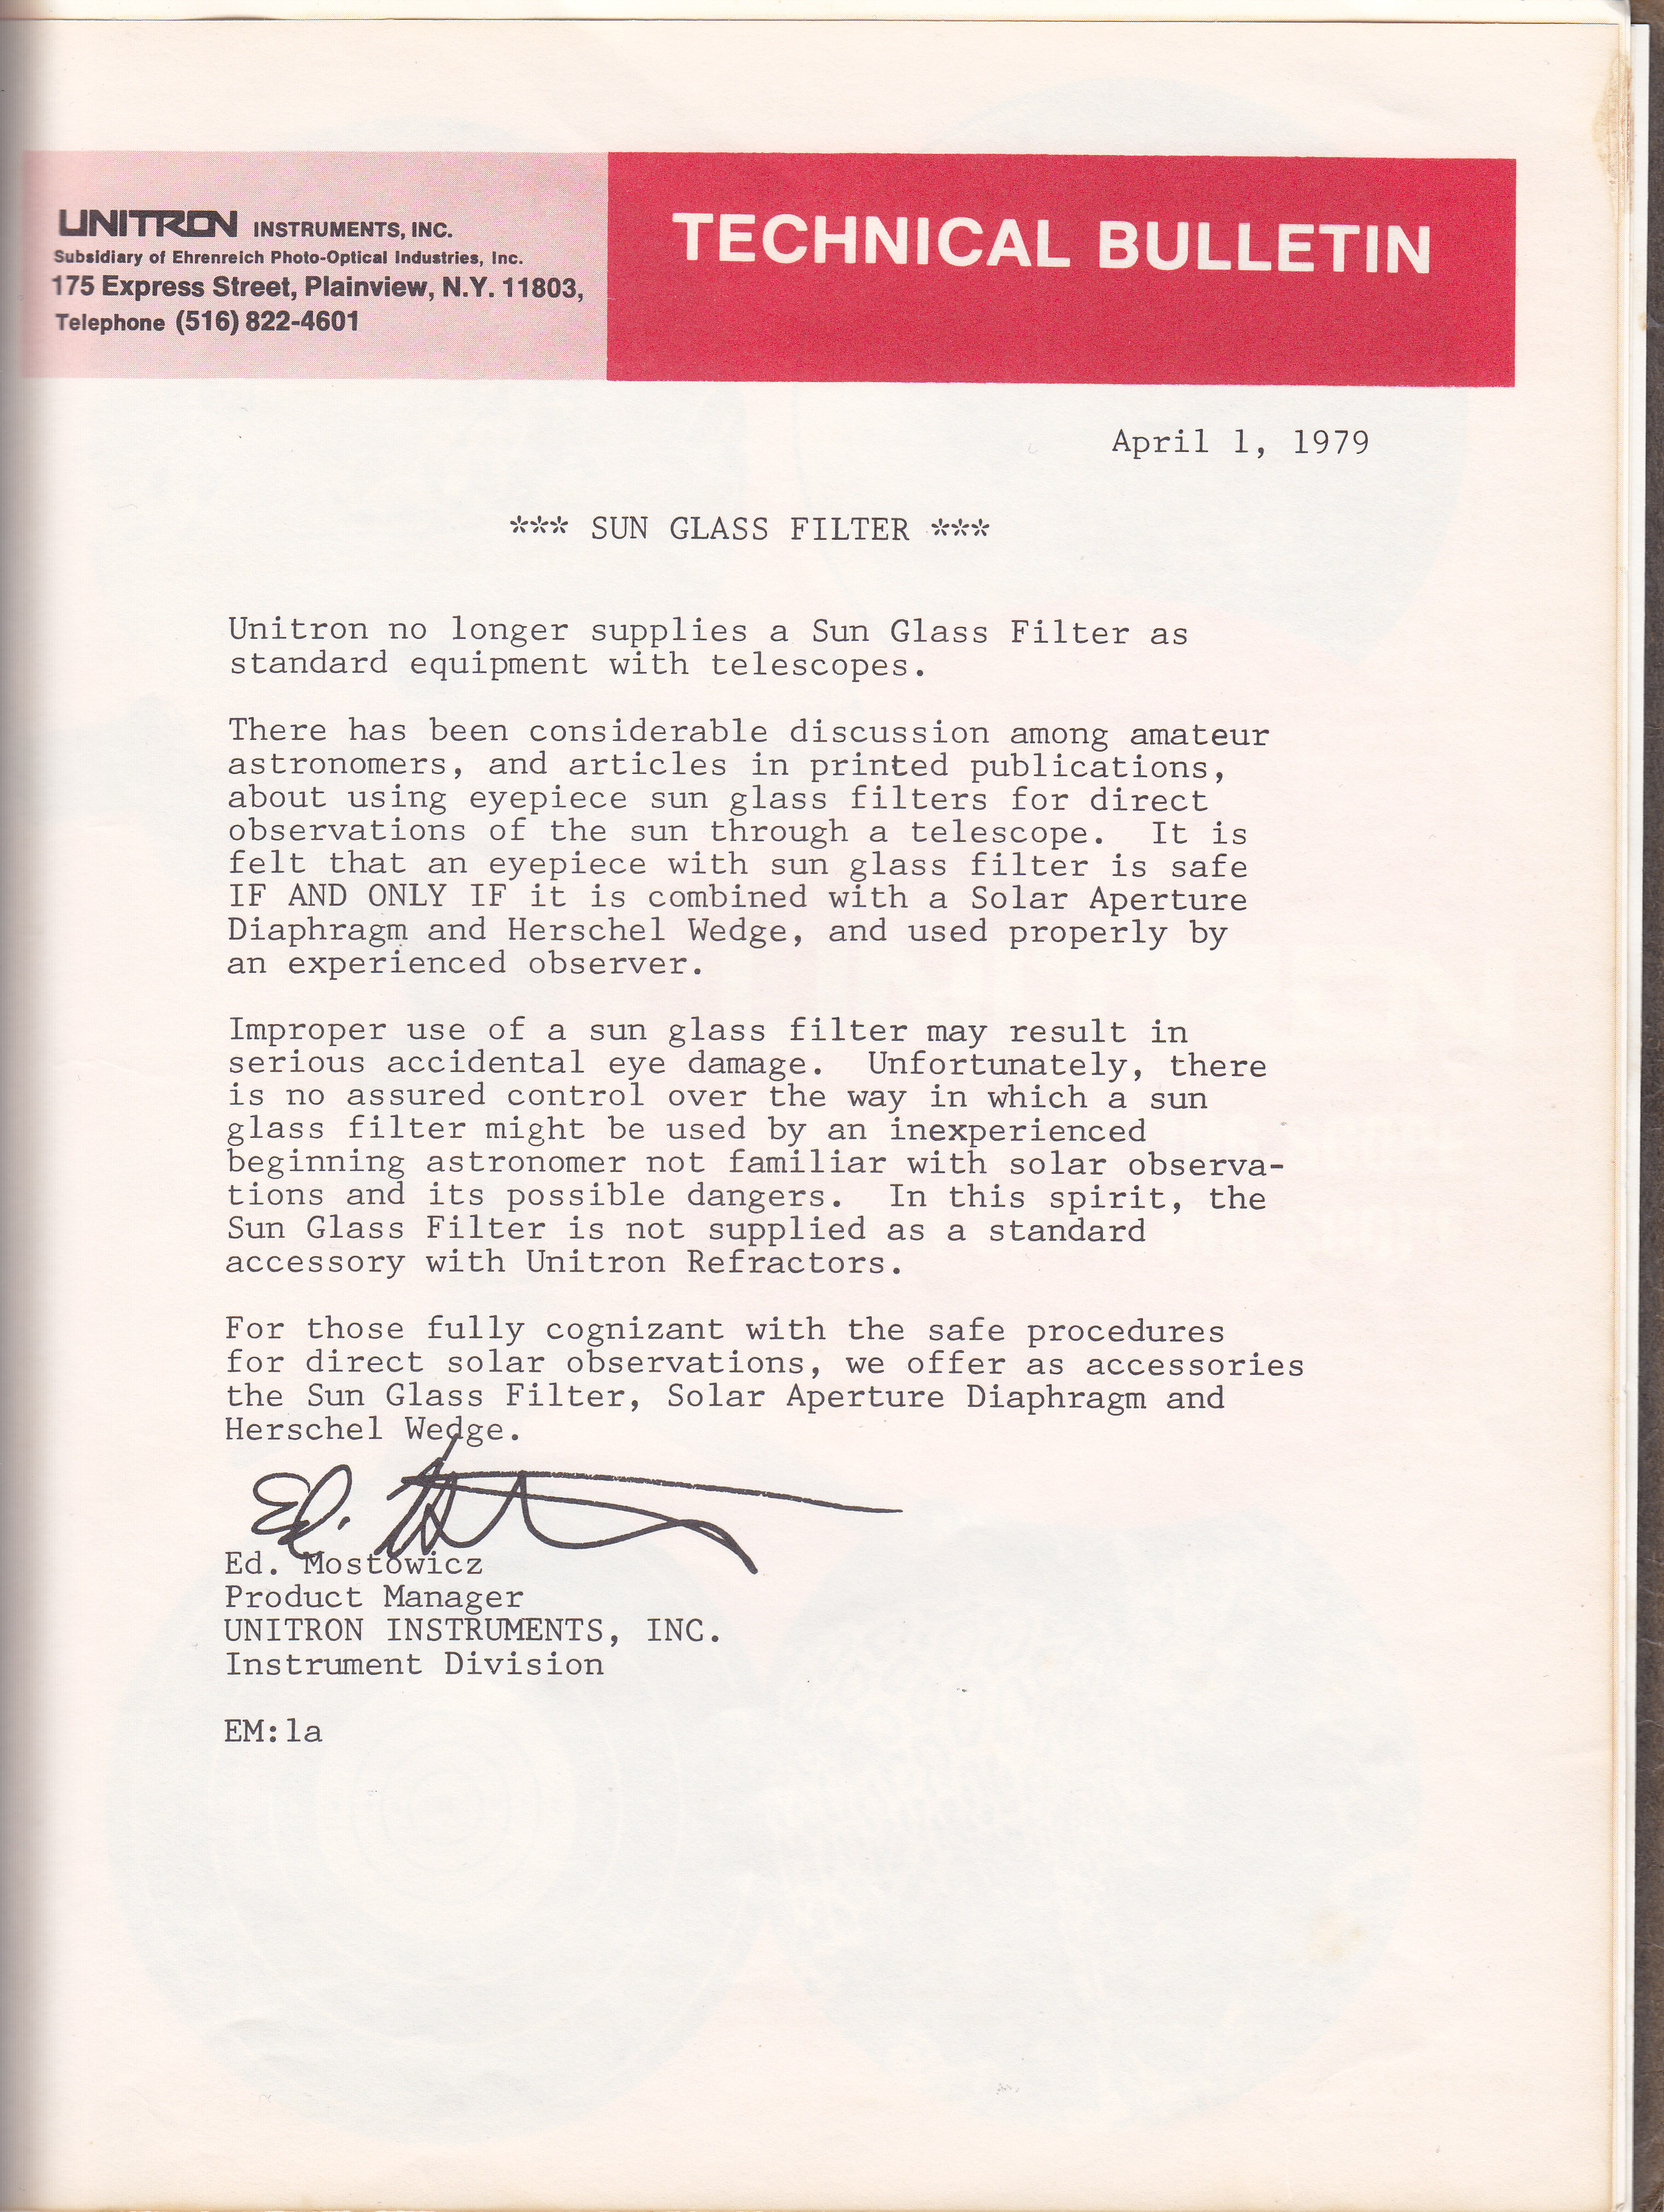 UNITRON INSTRUMENTS, INC.
Subsidiary of Ehrenreich Photo-Optical Industries, Inc.
175 Express Street, Plainview, N.Y. 11803,
Telephone (516) 822-4601
TECHNICAL BULLETIN
April 1, 1979
*** SUN GLASS FILTER ***
Unitron no longer supplies a Sun Glass Filter as
standard equipment with telescopes.
There has been considerable discussion among amateur
astronomers, and articles in printed publications,
about using eyepiece sun glass filters for direct
observations of the sun through a telescope. It is
felt that an eyepiece with sun glass filter is safe
IF AND ONLY IF it is combined with a Solar Aperture
Diaphragm and Herschel Wedge, and used properly by
an experienced observer.
Improper use of a sun glass filter may result in
serious accidental eye damage. Unfortunately, there
is no assured control over the way in which a sun
glass filter might be used by an inexperienced
beginning astronomer not familiar with solar observa-
tions and its possible dangers. In this spirit, the
Sun Glass Filter is not supplied as a standard
accessory with Unitron Refractors.
For those fully cognizant with the safe procedures
for direct solar observations, we offer as accessories
the Sun Glass Filter, Solar Aperture Diaphragm and
Herschel Wedge.
Ed.
Ed. Mostowicz
Product Manager
UNITRON INSTRUMENTS, INC.
Instrument Division
EM:la